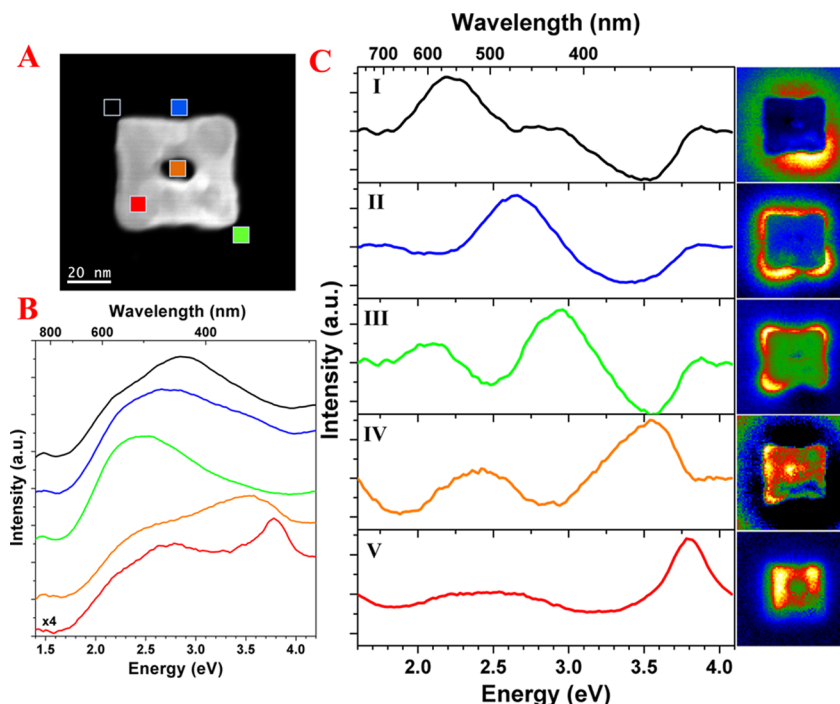 A
20 nm
B
Wavelength (nm)
800 600 400
Intensity (a.u.)
x4
1.5 2.0 2.5 3.0 3.5 4.0
Energy (eV)
C
Wavelength (nm)
700 600 500 400
I
II
III
IV
V
Intensity (a.u.)
2.0 2.5 3.0 3.5 4.0
Energy (eV)